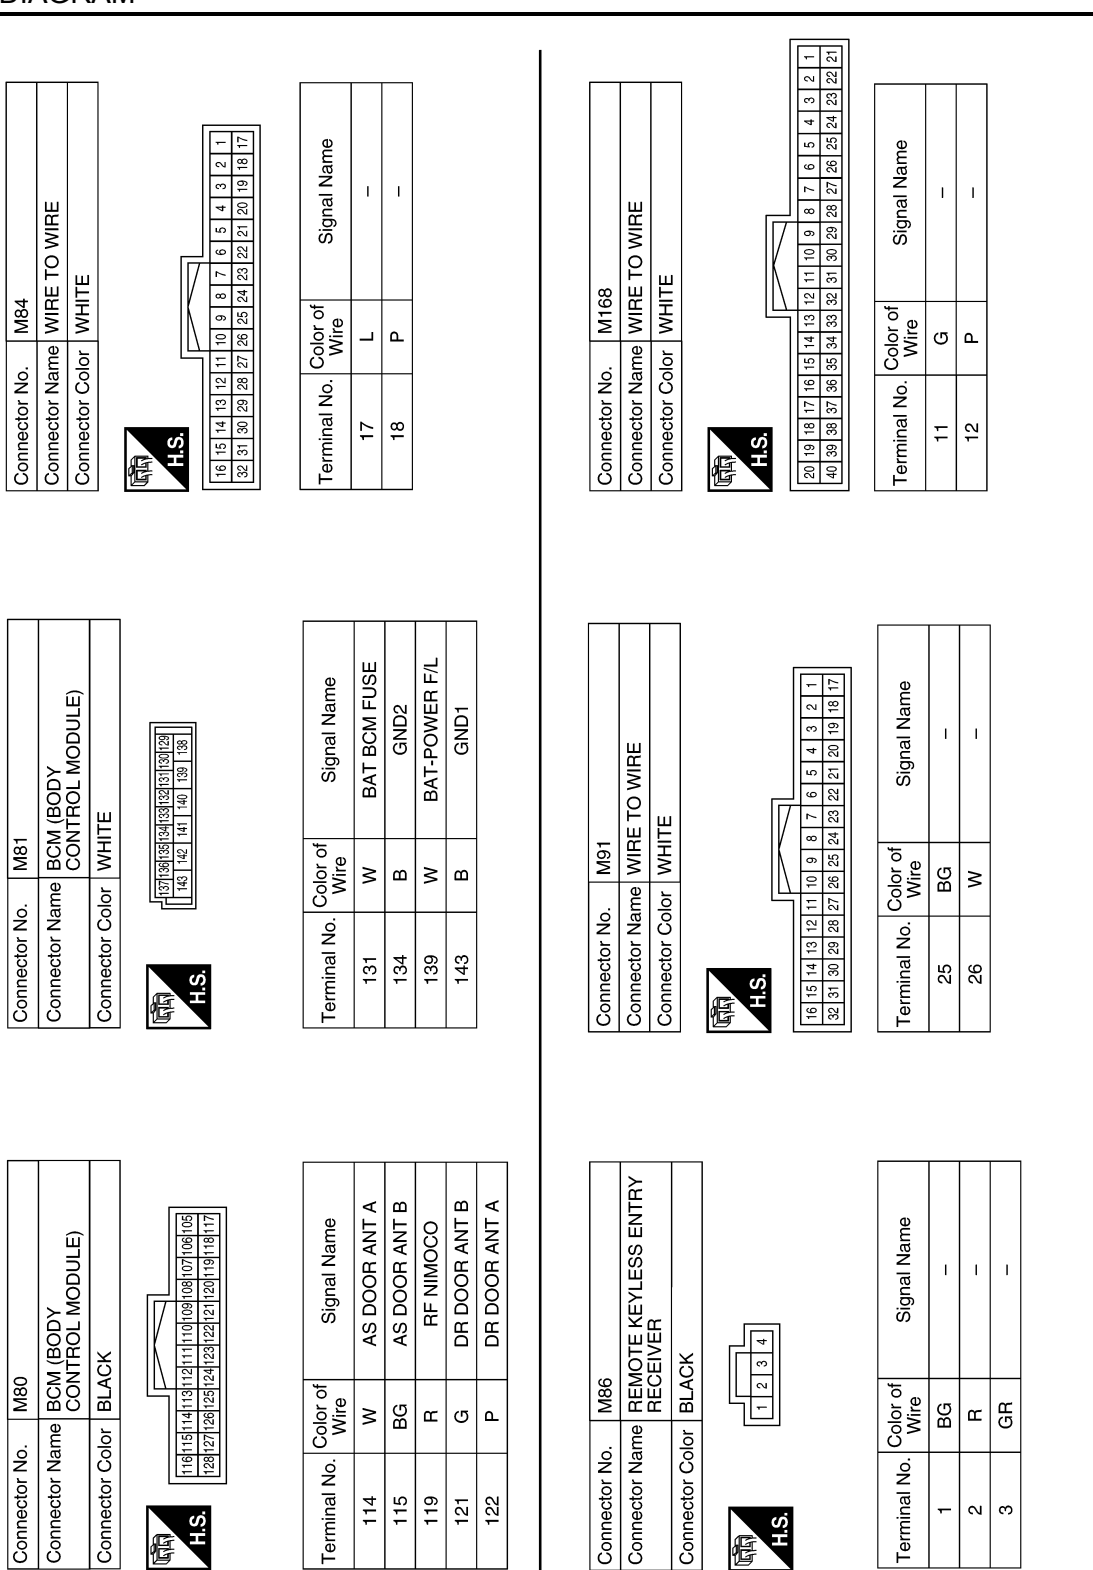 DIAGRAM
Connector No. M80
Connector Name BCM (BODY
CONTROL MODULE)
Connector Color BLACK
H.S.
116 115 114 113 112 111 110 109 108 107 106 105
128 127 126 125 124 123 122 121 120 119 118 117
Terminal No. Color of
Wire Signal Name
114 W AS DOOR ANT A
115 BG AS DOOR ANT B
119 R RF NIMOCO
121 G DR DOOR ANT B
122 P DR DOOR ANT A
Connector No. M81
Connector Name BCM (BODY
CONTROL MODULE)
Connector Color WHITE
H.S.
137 136 135 134 133 132 131 130 129
143 142 141 140 139 138
Terminal No. Color of
Wire Signal Name
131 W BAT BCM FUSE
134 B GND2
139 W BAT-POWER F/L
143 B GND1
Connector No. M84
Connector Name WIRE TO WIRE
Connector Color WHITE
H.S.
16 15 14 13 12 11 10 9 8 7 6 5 4 3 2 1
32 31 30 29 28 27 26 25 24 23 22 21 20 19 18 17
Terminal No. Color of
Wire Signal Name
17 L –
18 P –
Connector No. M86
Connector Name REMOTE KEYLESS ENTRY
RECEIVER
Connector Color BLACK
H.S.
1 2 3 4
Terminal No. Color of
Wire Signal Name
1 BG –
2 R –
3 GR –
Connector No. M91
Connector Name WIRE TO WIRE
Connector Color WHITE
H.S.
16 15 14 13 12 11 10 9 8 7 6 5 4 3 2 1
32 31 30 29 28 27 26 25 24 23 22 21 20 19 18 17
Terminal No. Color of
Wire Signal Name
25 BG –
26 W –
Connector No. M168
Connector Name WIRE TO WIRE
Connector Color WHITE
H.S.
20 19 18 17 16 15 14 13 12 11 10 9 8 7 6 5 4 3 2 1
40 39 38 37 36 35 34 33 32 31 30 29 28 27 26 25 24 23 22 21
Terminal No. Color of
Wire Signal Name
11 G –
12 P –